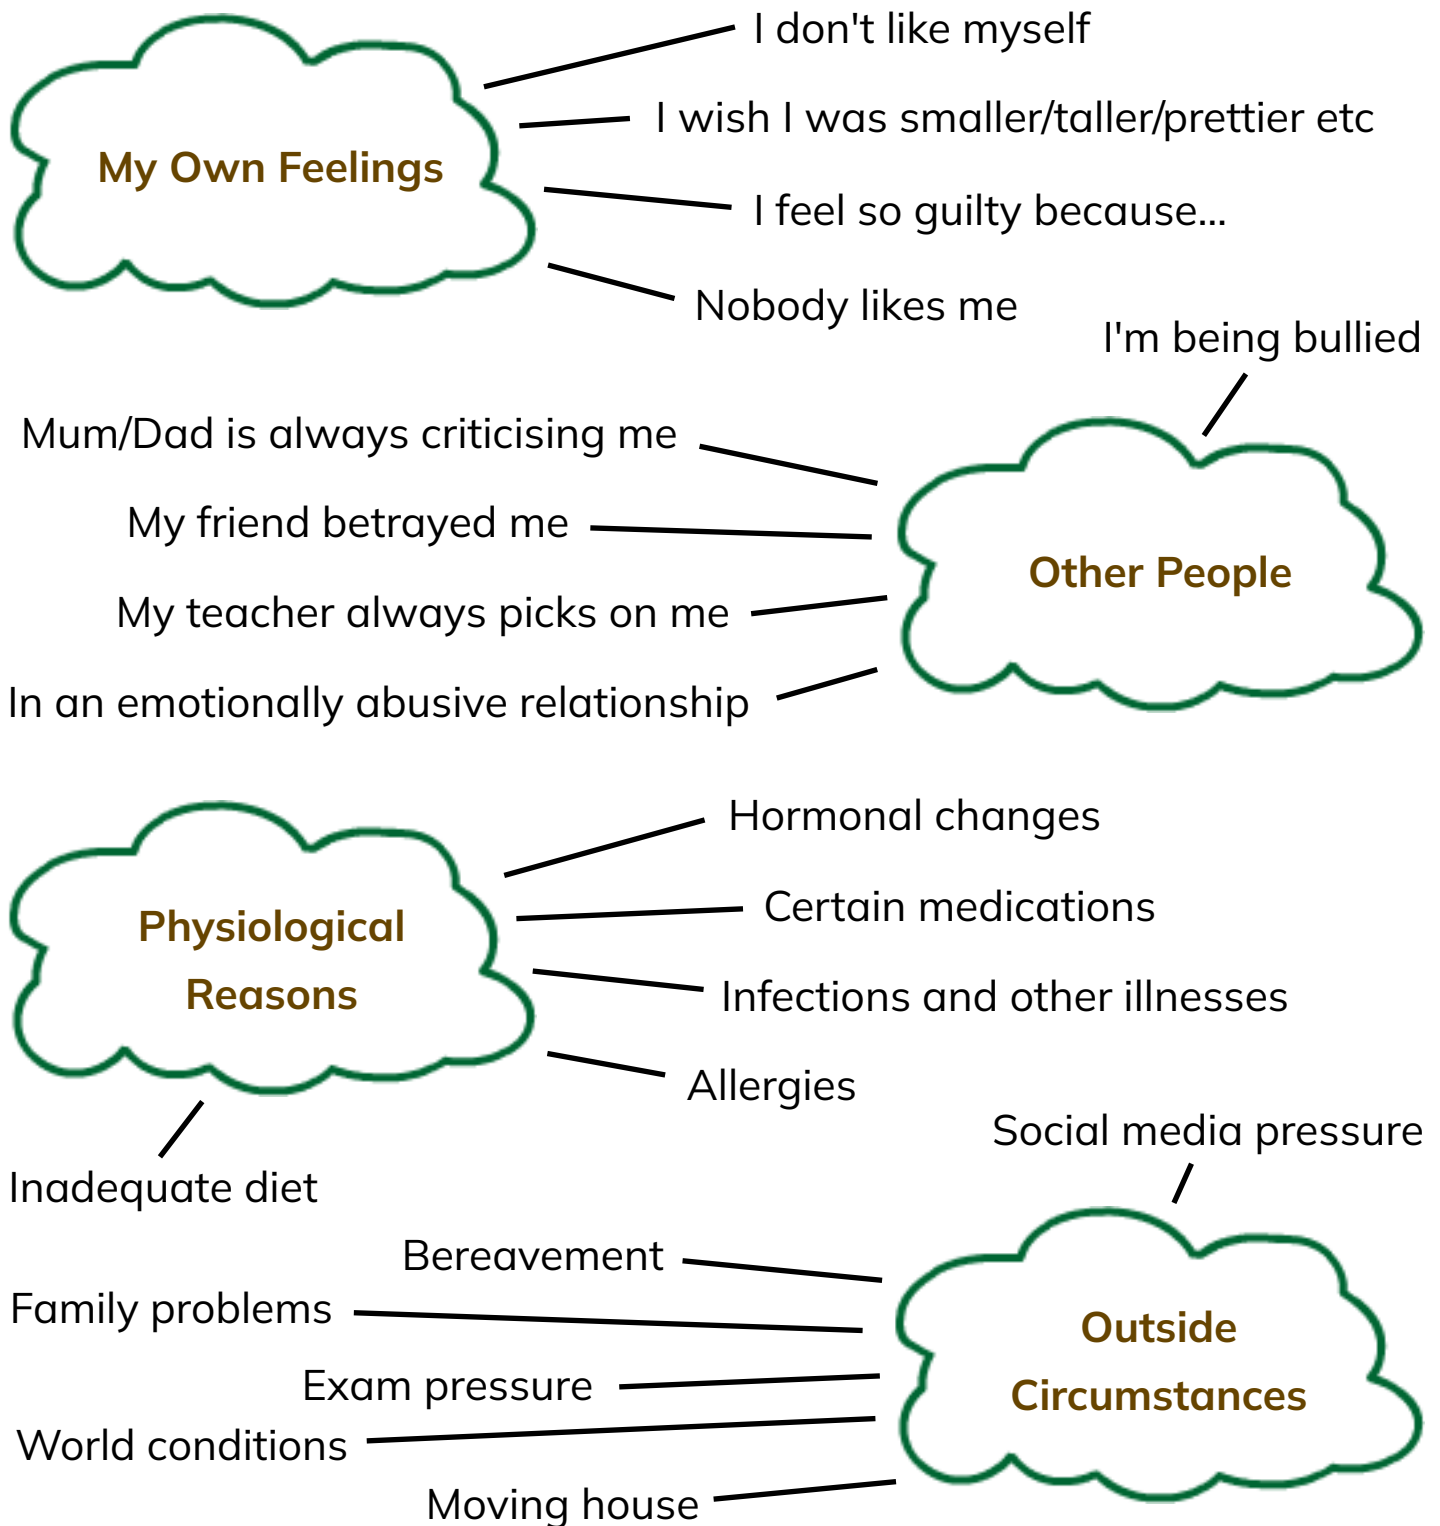 I don't like myself
I wish I was smaller/taller/prettier etc
My Own Feelings
I feel so guilty because...
Nobody likes me
I'm being bullied
Mum/Dad is always criticising me
My friend betrayed me
Other People
My teacher always picks on me
In an emotionally abusive relationship
Hormonal changes
Certain medications
Physiological
Reasons
Infections and other illnesses
Allergies
Inadequate diet
Social media pressure
Bereavement
Family problems
Outside
Circumstances
Exam pressure
World conditions
Moving house